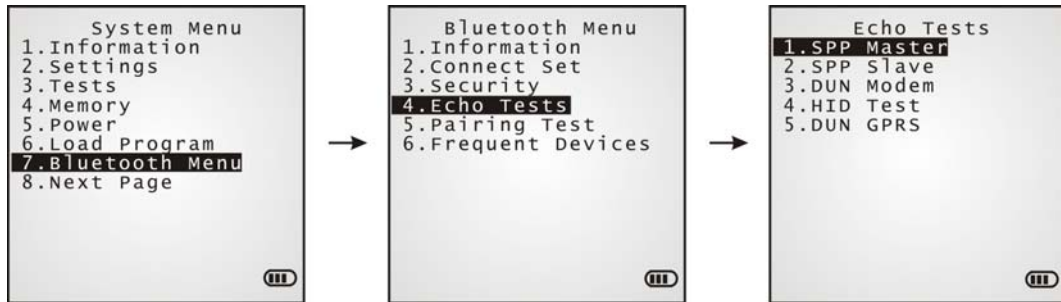 System Menu
1.Information
2.Settings
3.Tests
4.Memory
5.Power
6.Load Program
7.Bluetooth Menu
8.Next Page
Bluetooth Menu
1.Information
2.Connect Set
3.Security
4.Echo Tests
5.Pairing Test
6.Frequent Devices
Echo Tests
1.SPP Master
2.SPP Slave
3.DUN Modem
4.HID Test
5.DUN GPRS